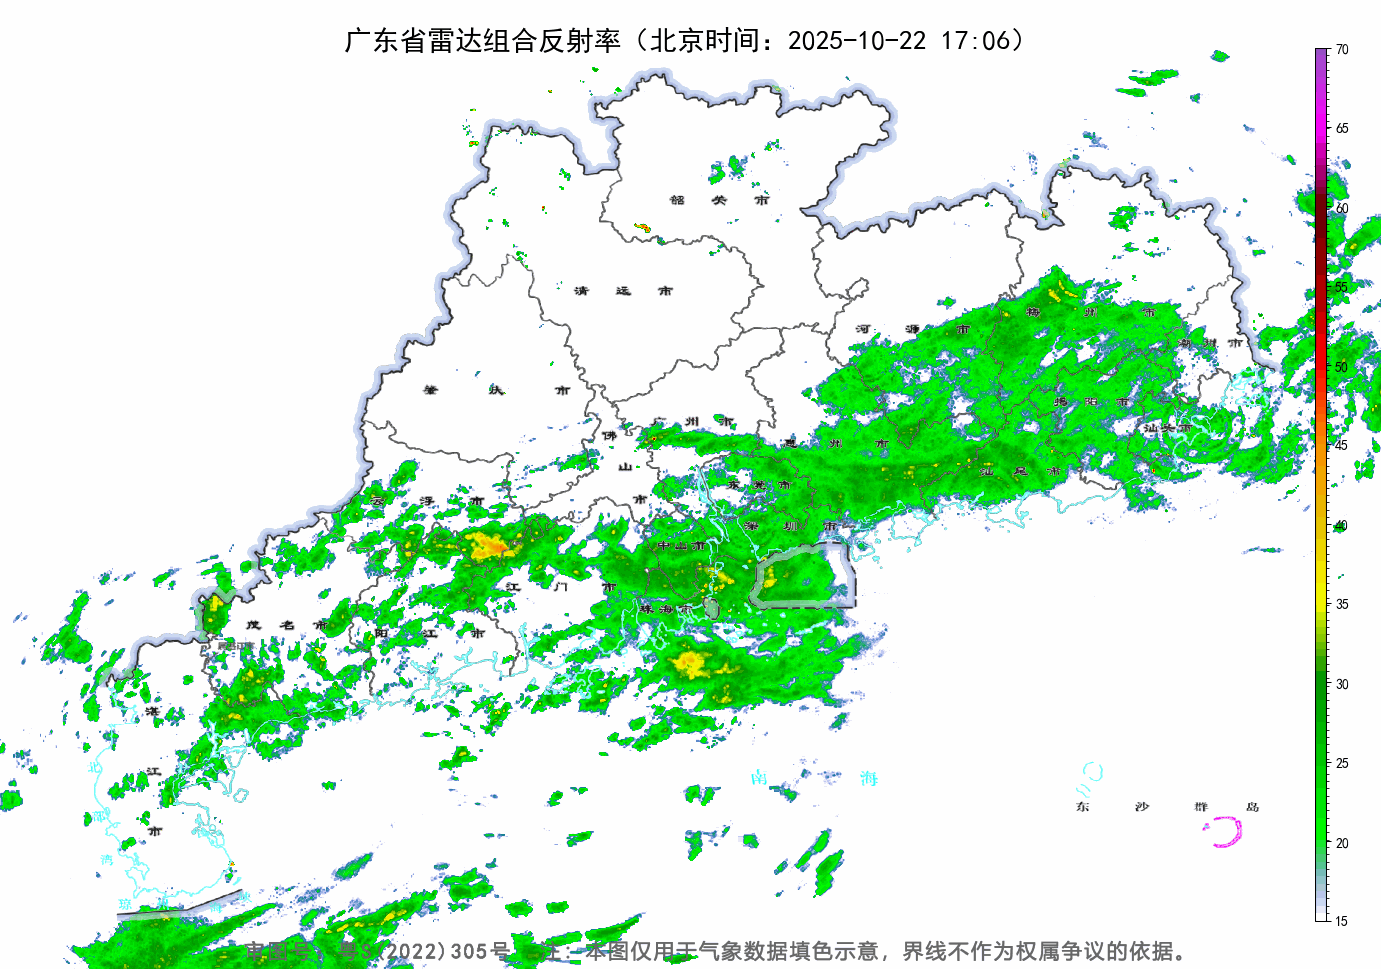 广东省雷达组合反射率（北京时间：2025-10-22 17:06）
70
65
60
55
50
45
40
35
30
25
20
15
韶关市
清远市
河源市
梅州市
潮州市
肇庆市
揭阳市
广州市
汕头市
佛山市
惠州市
汕尾市
东莞市
云浮市
深圳市
中山市
江门市
珠海市
茂名市
阳江市
湛江市
南海
东沙群岛
北部湾
琼州海峡
审图号：粤S(2022)305号 注：本图仅用于气象数据填色示意，界线不作为权属争议的依据。